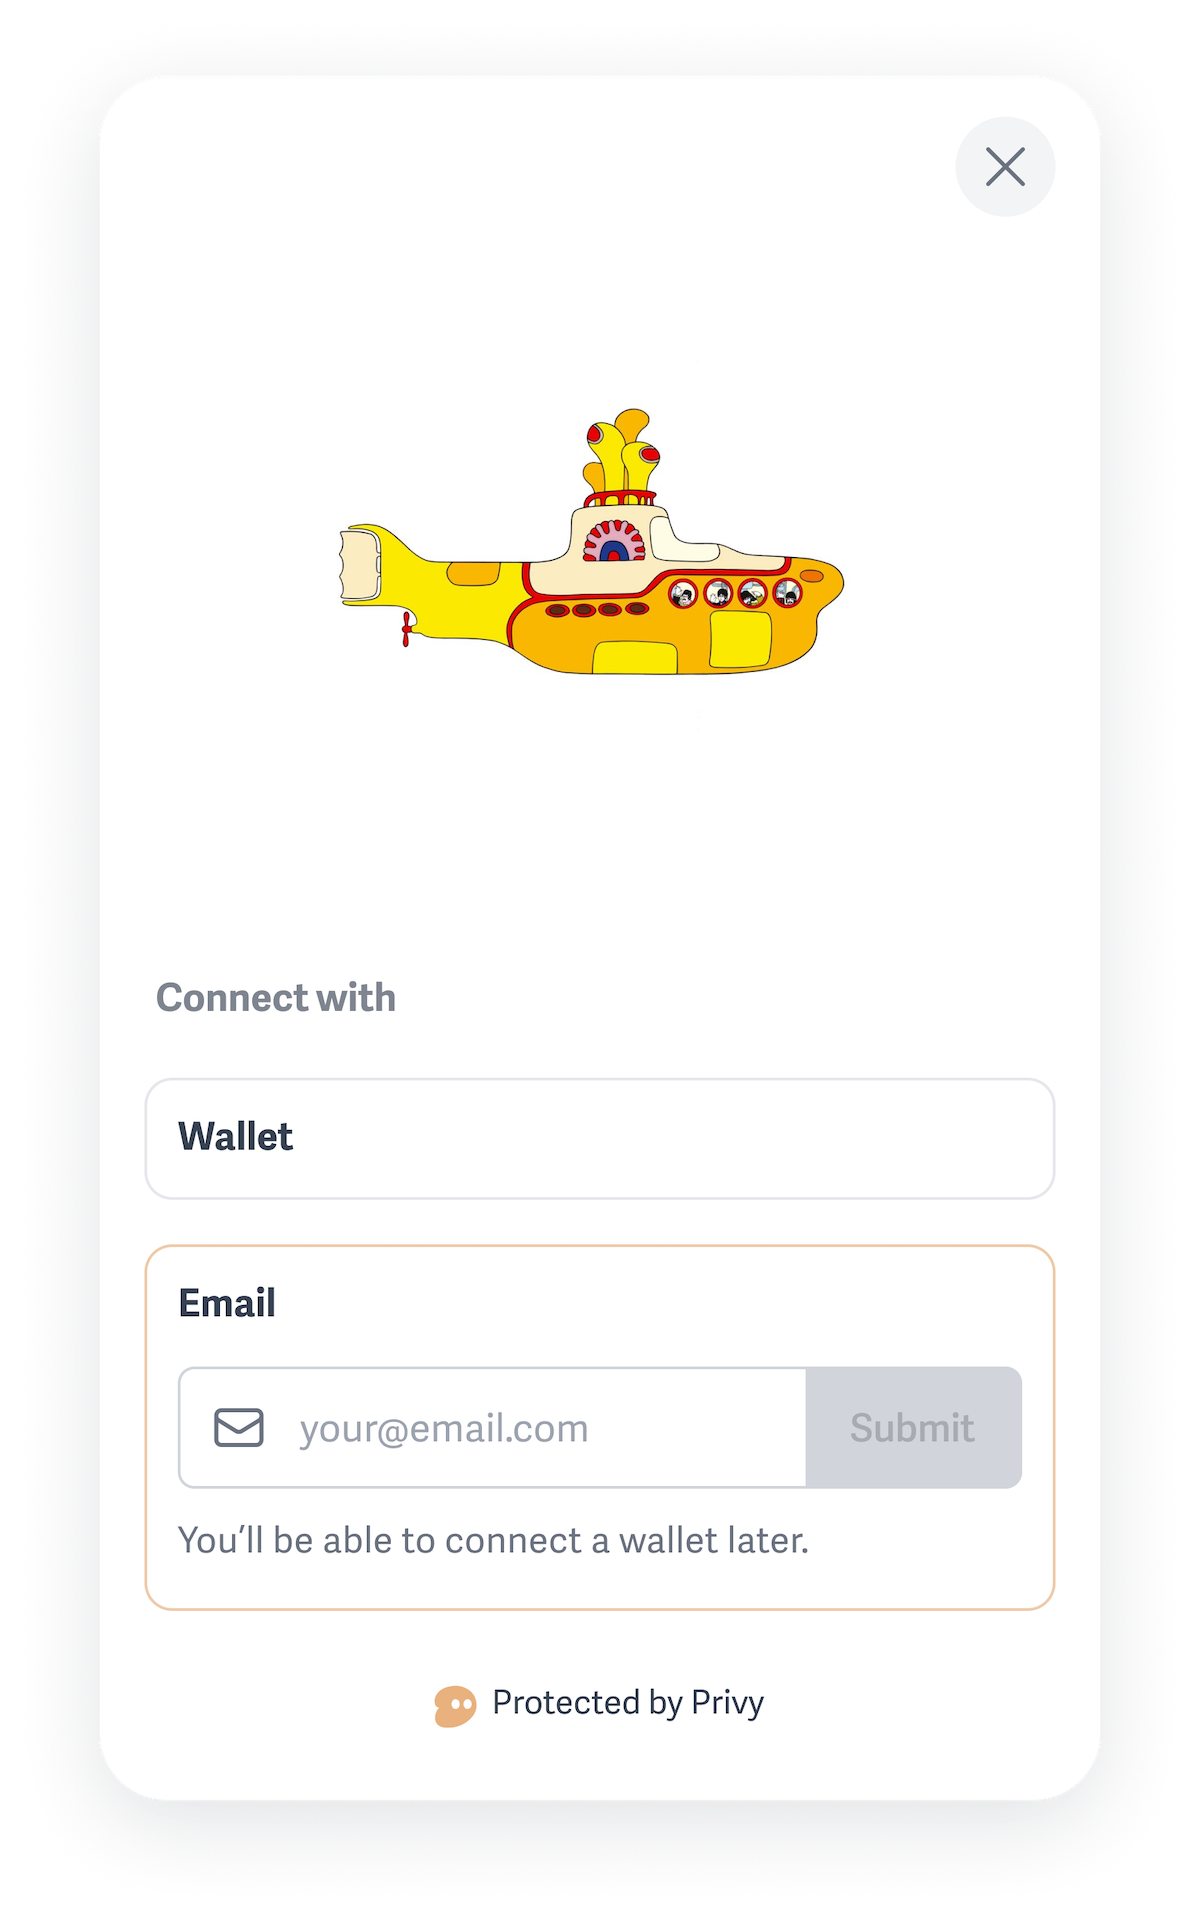 Connect with
Wallet
Email
your@email.com
Submit
You’ll be able to connect a wallet later.
Protected by Privy